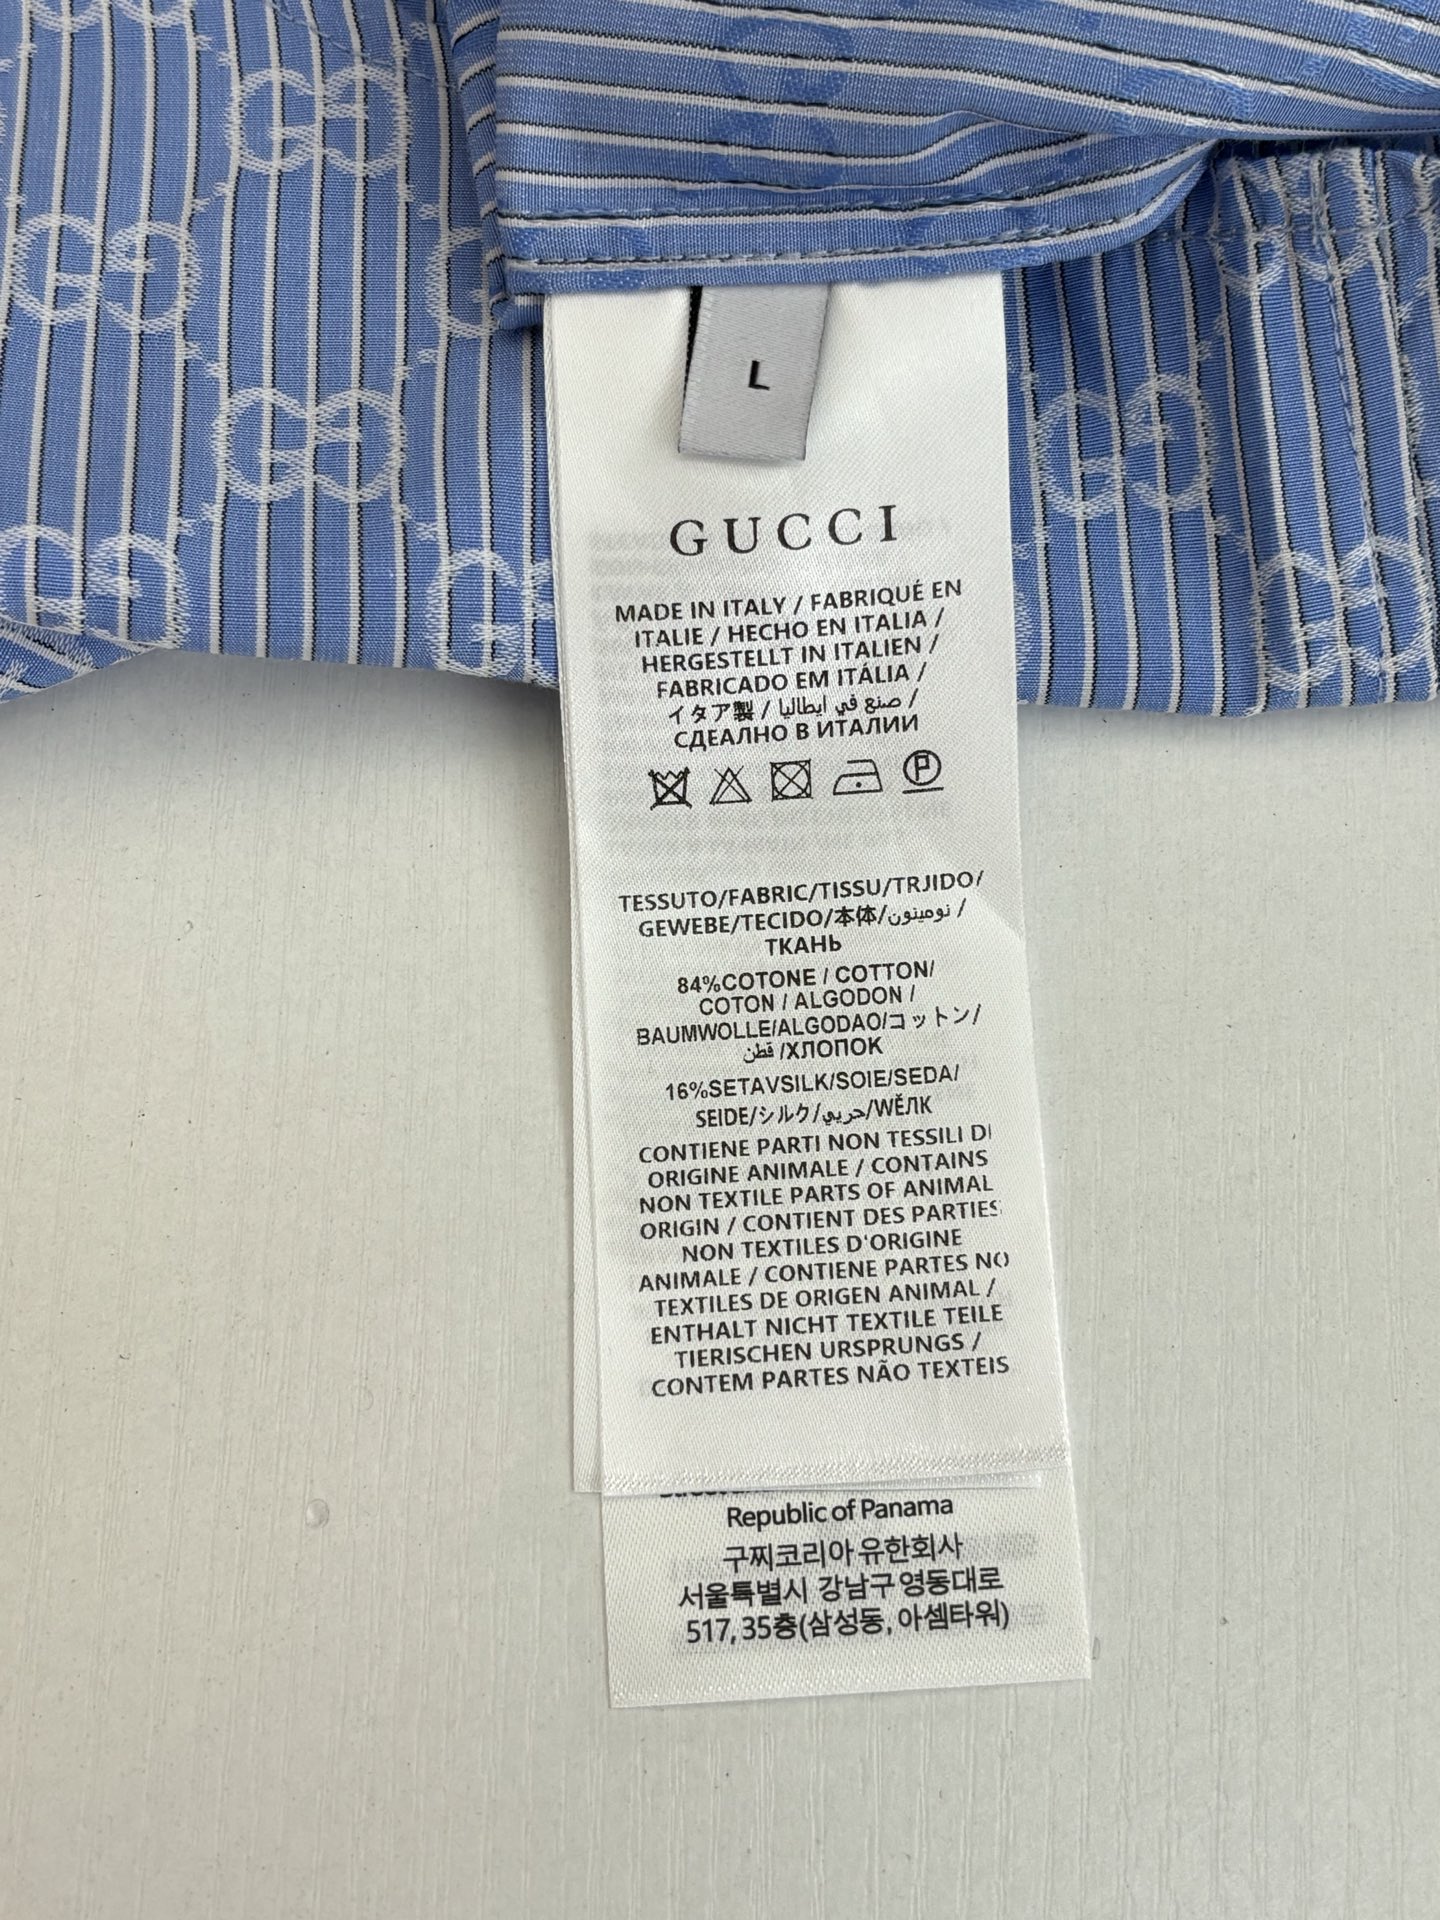 L
GUCCI
MADE IN ITALY / FABRIQUÉ EN
ITALIE / HECHO EN ITALIA /
HERGESTELLT IN ITALIEN /
FABRICADO EM ITÁLIA /
イタア製 / صنع في ايطاليا /
СДЕАЛНО В ИТАЛИИ
P
TESSUTO/FABRIC/TISSU/TRJIDO/
GEWEBE/TECIDO/本体/نومينون /
ТКАНЬ
84%COTONE / COTTON/
COTON / ALGODON /
BAUMWOLLE/ALGODAO/コットン/
قطن /ХЛОПОК
16%SETAVSILK/SOIE/SEDA/
SEIDE/シルク/حريبي/WĔЛК
CONTIENE PARTI NON TESSILI DI
ORIGINE ANIMALE / CONTAINS
NON TEXTILE PARTS OF ANIMAL
ORIGIN / CONTIENT DES PARTIES
NON TEXTILES D'ORIGINE
ANIMALE / CONTIENE PARTES NO
TEXTILES DE ORIGEN ANIMAL /
ENTHALT NICHT TEXTILE TEILE
TIERISCHEN URSPRUNGS /
CONTEM PARTES NÃO TEXTEIS
Republic of Panama
구찌코리아 유한회사
서울특별시 강남구 영동대로
517, 35층(삼성동, 아셈타워)